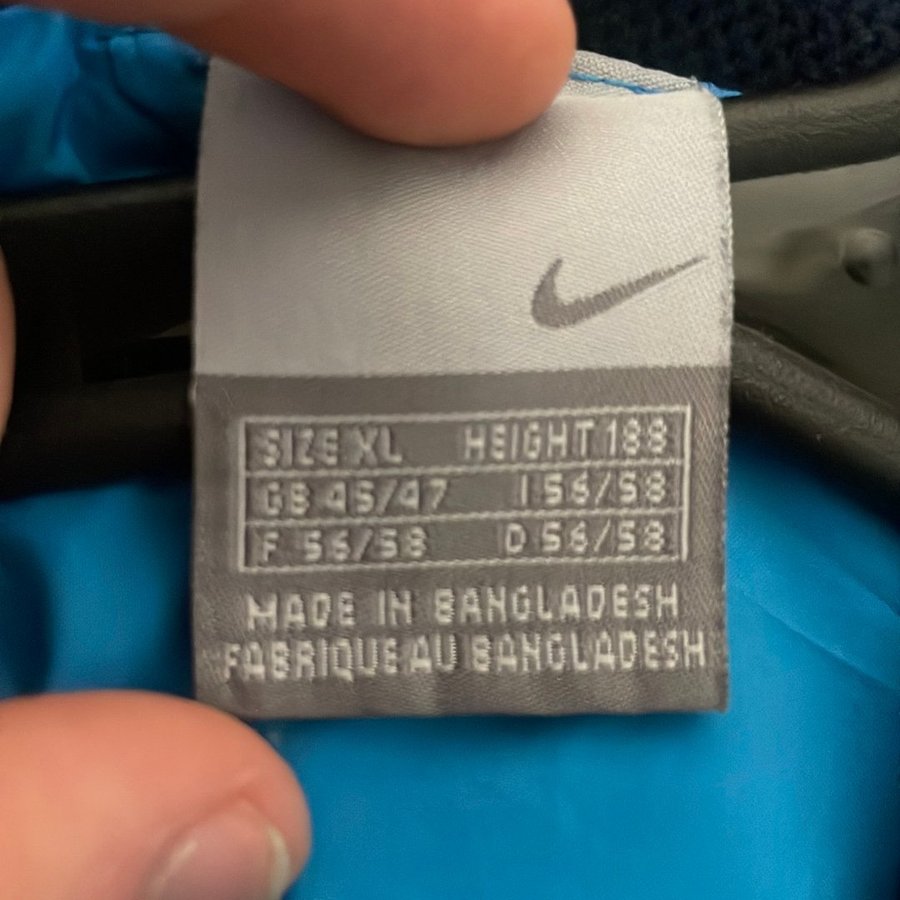 SIZE XL HEIGHT 188
GB 45/47 I 56/58
F 56/58 D 56/58
MADE IN BANGLADESH
FABRIQUE AU BANGLADESH